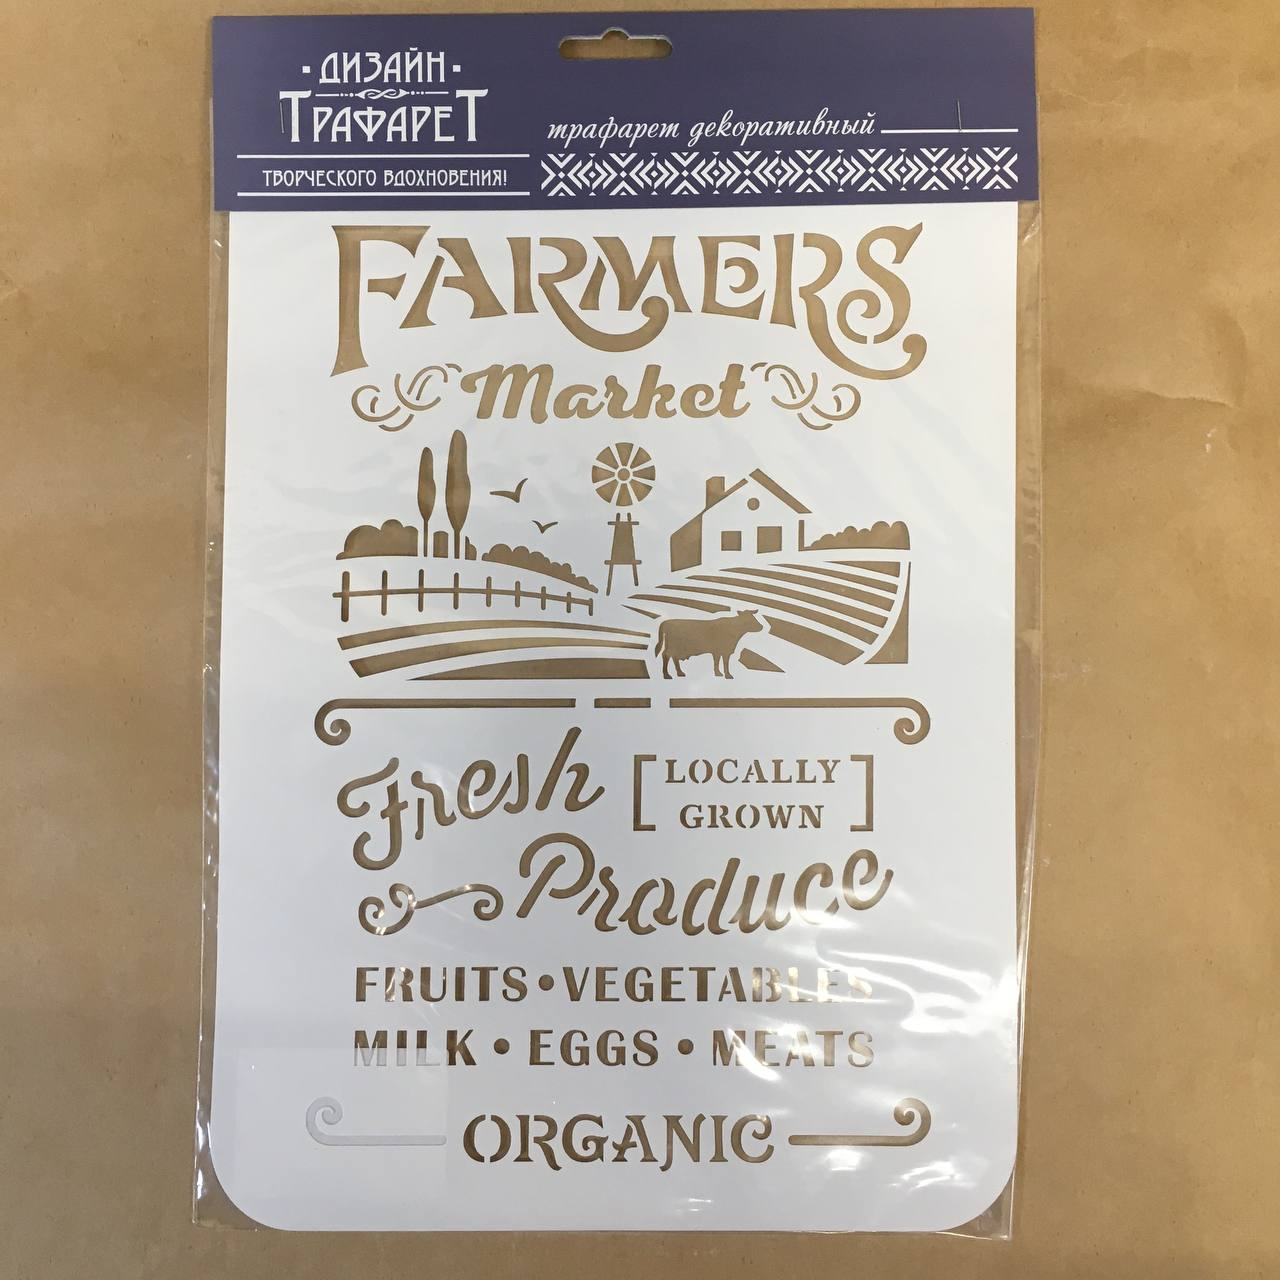 ·ДИЗАЙН·
ТРАФАРЕТ
ТВОРЧЕСКОГО ВДОХНОВЕНИЯ!
трафарет декоративный
FARMERS
Market
Fresh
LOCALLY
GROWN
Produce
FRUITS•VEGETABLES
MILK • EGGS • MEATS
ORGANIC